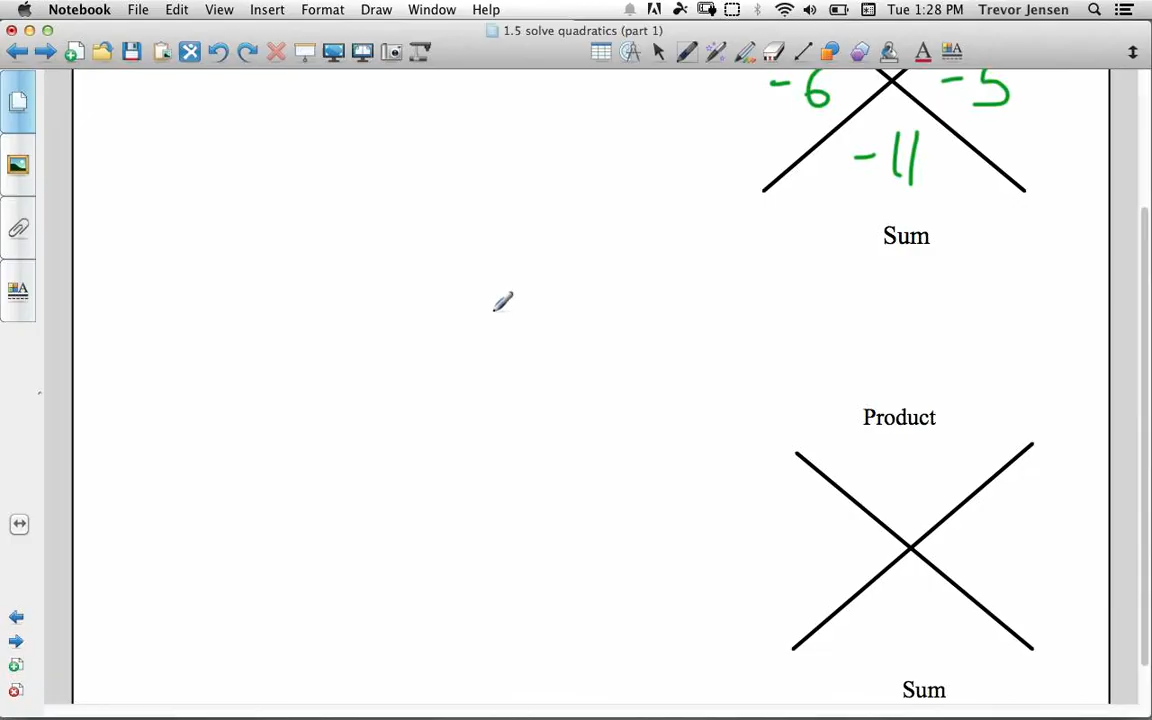 Notebook File Edit View Insert Format Draw Window Help Tue 1:28 PM Trevor Jensen
1.5 solve quadratics (part 1)
-6 -5
-11
Sum
Product
Sum